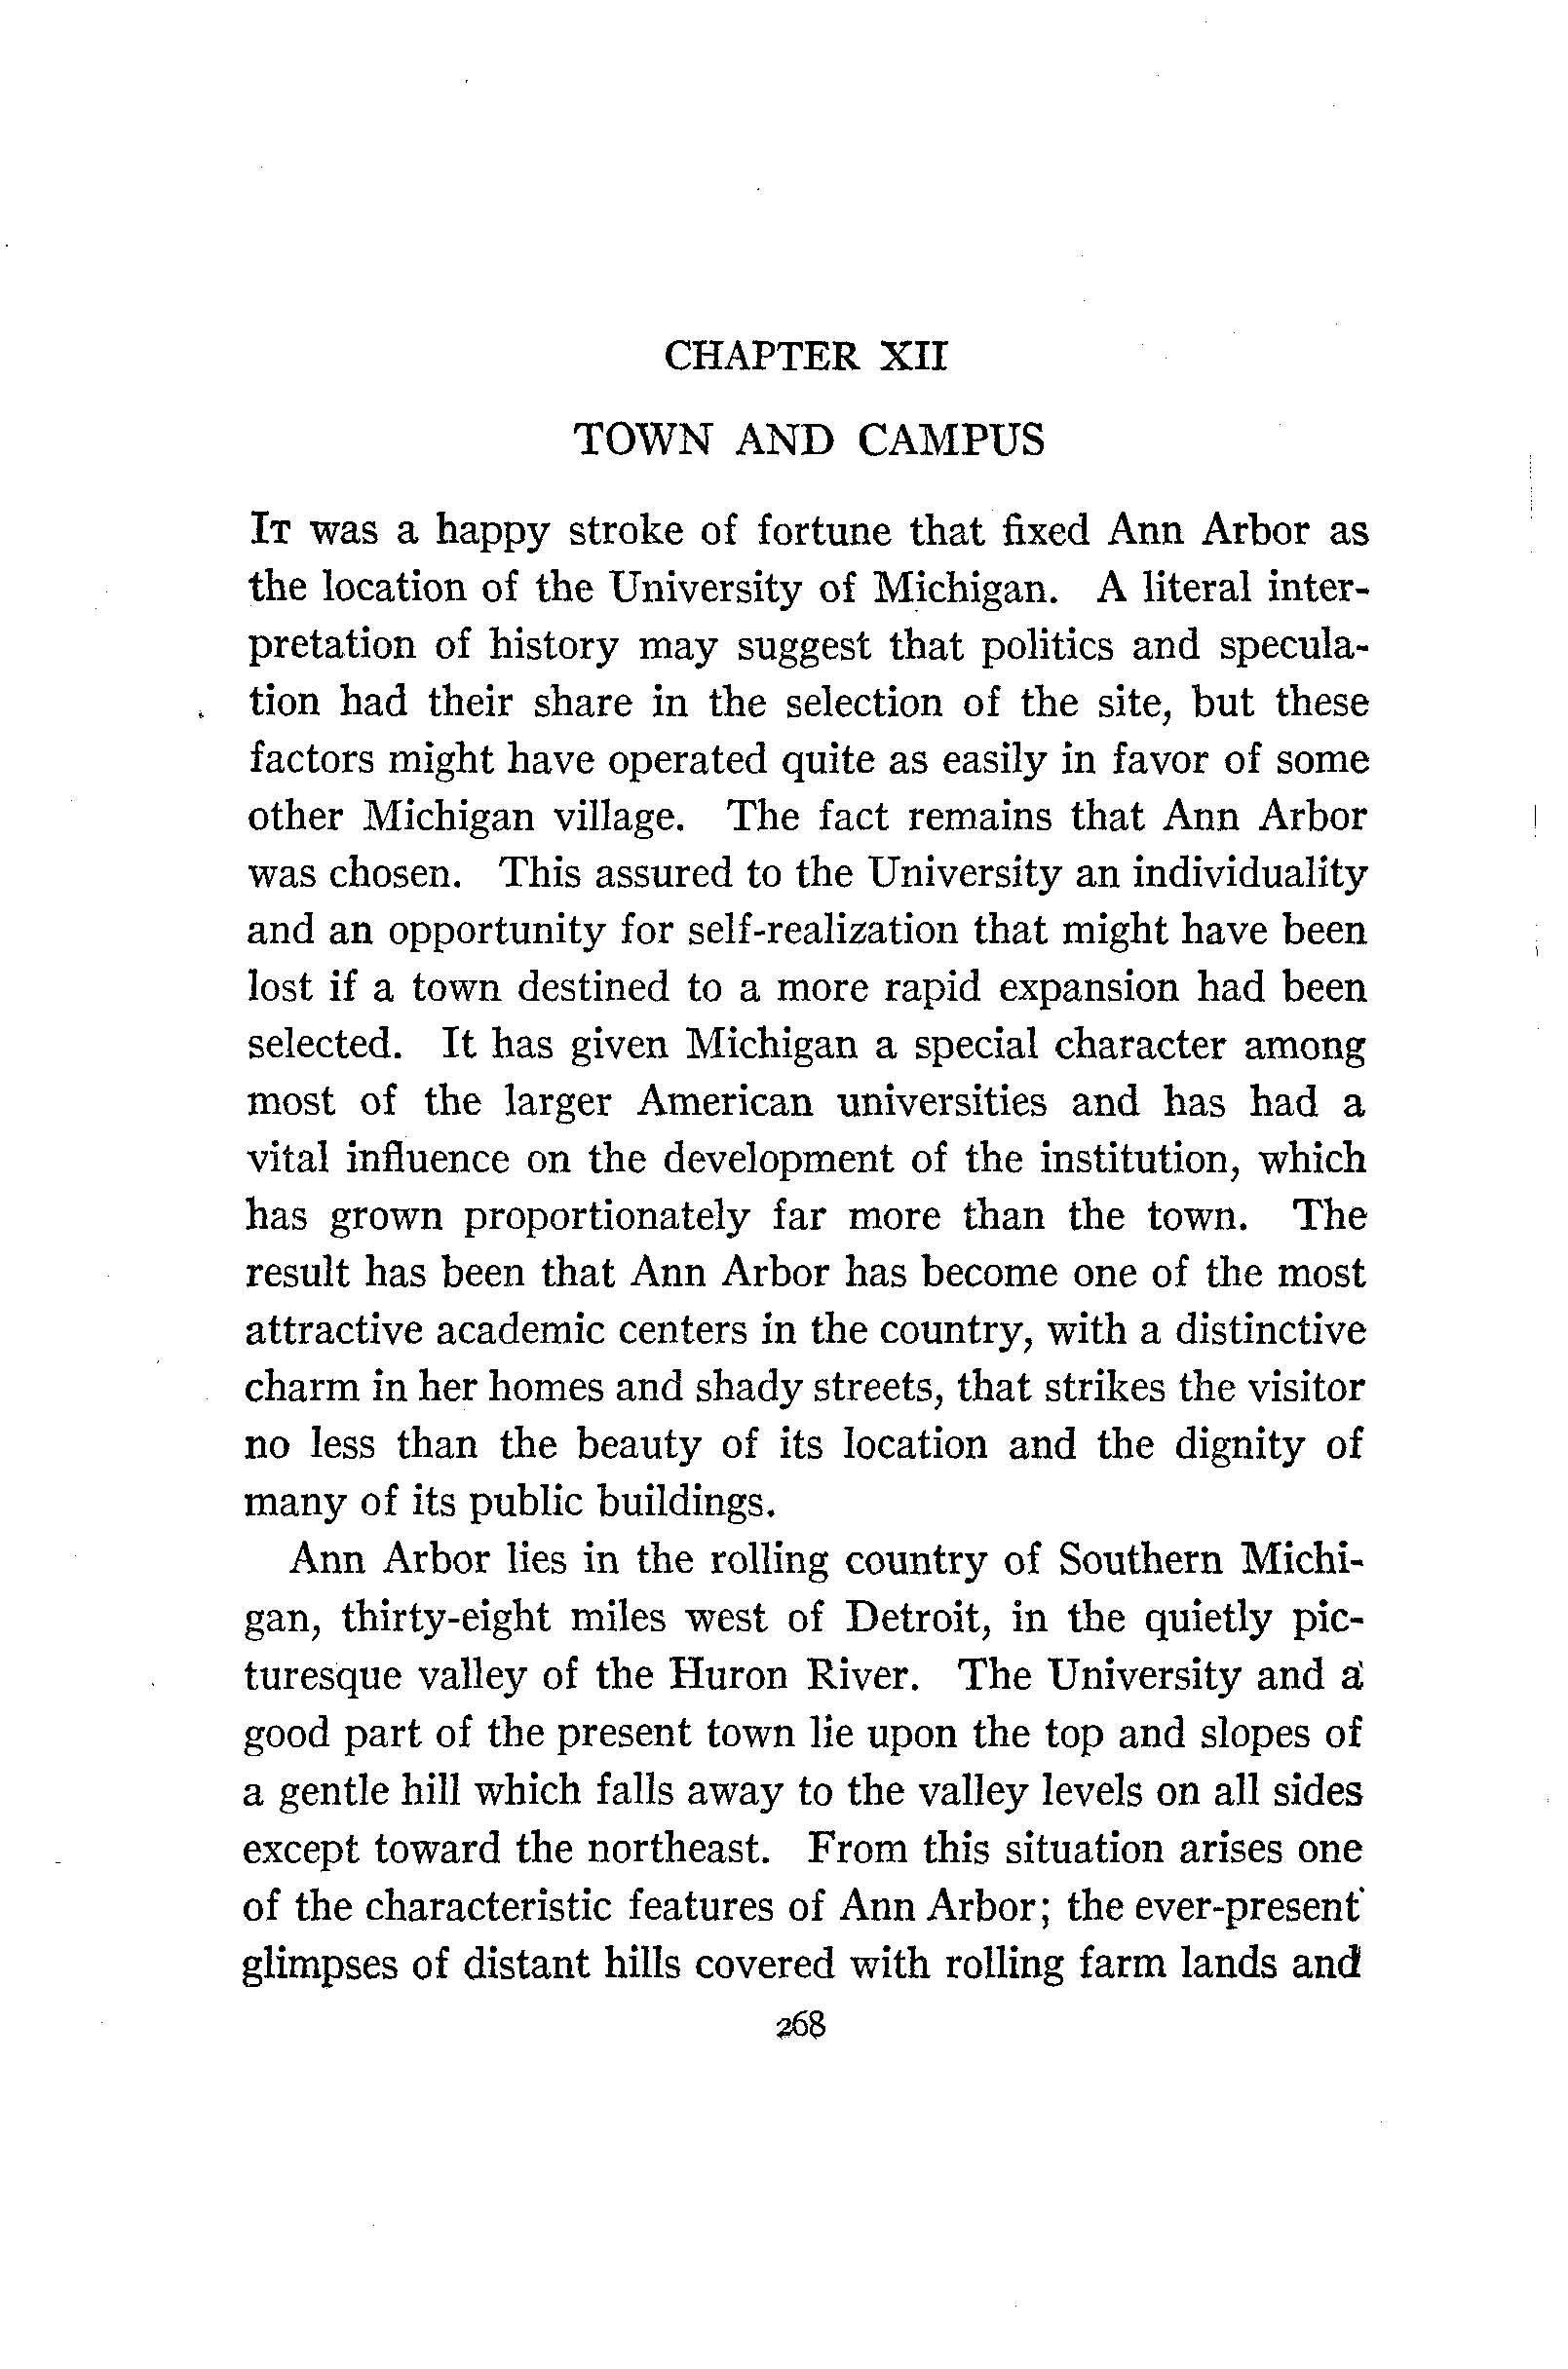 CHAPTER XII
TOWN AND CAMPUS
IT was a happy stroke of fortune that fixed Ann Arbor as
the location of the University of Michigan. A literal inter-
pretation of history may suggest that politics and specula-
tion had their share in the selection of the site, but these
factors might have operated quite as easily in favor of some
other Michigan village. The fact remains that Ann Arbor
was chosen. This assured to the University an individuality
and an opportunity for self-realization that might have been
lost if a town destined to a more rapid expansion had been
selected. It has given Michigan a special character among
most of the larger American universities and has had a
vital influence on the development of the institution, which
has grown proportionately far more than the town. The
result has been that Ann Arbor has become one of the most
attractive academic centers in the country, with a distinctive
charm in her homes and shady streets, that strikes the visitor
no less than the beauty of its location and the dignity of
many of its public buildings.
Ann Arbor lies in the rolling country of Southern Michi-
gan, thirty-eight miles west of Detroit, in the quietly pic-
turesque valley of the Huron River. The University and a
good part of the present town lie upon the top and slopes of
a gentle hill which falls away to the valley levels on all sides
except toward the northeast. From this situation arises one
of the characteristic features of Ann Arbor; the ever-present
glimpses of distant hills covered with rolling farm lands and
268